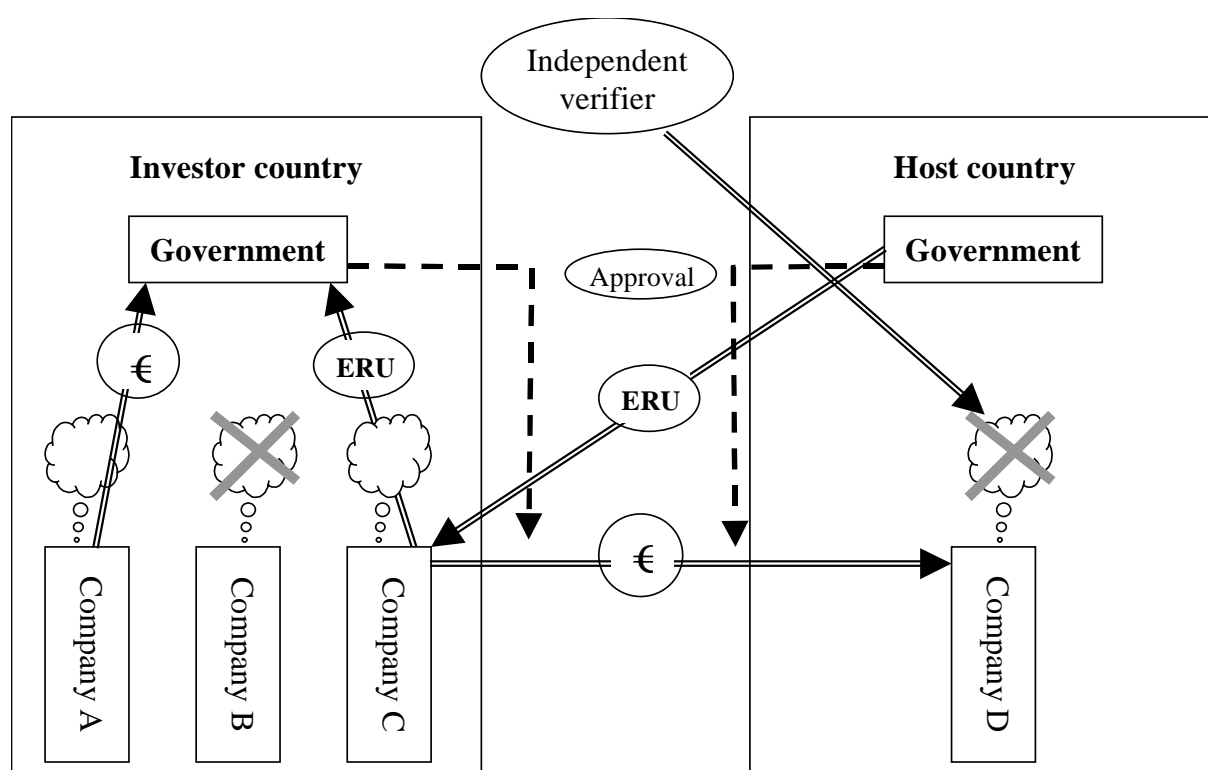 Independent
verifier
Investor country
Host country
Government
Government
Approval
€
ERU
ERU
€
Company A
Company B
Company C
Company D